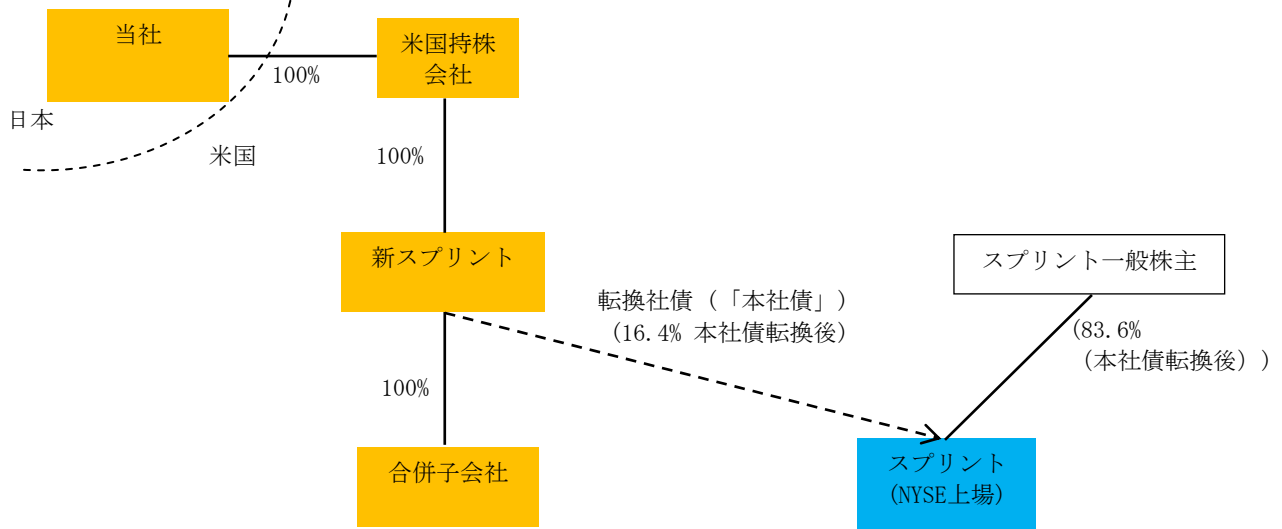 当社
米国持株
会社
100%
日本
米国
100%
新スプリント
スプリント一般株主
転換社債(「本社債」)
(16.4% 本社債転換後)
(83.6%
(本社債転換後))
100%
合併子会社
スプリント
(NYSE上場)